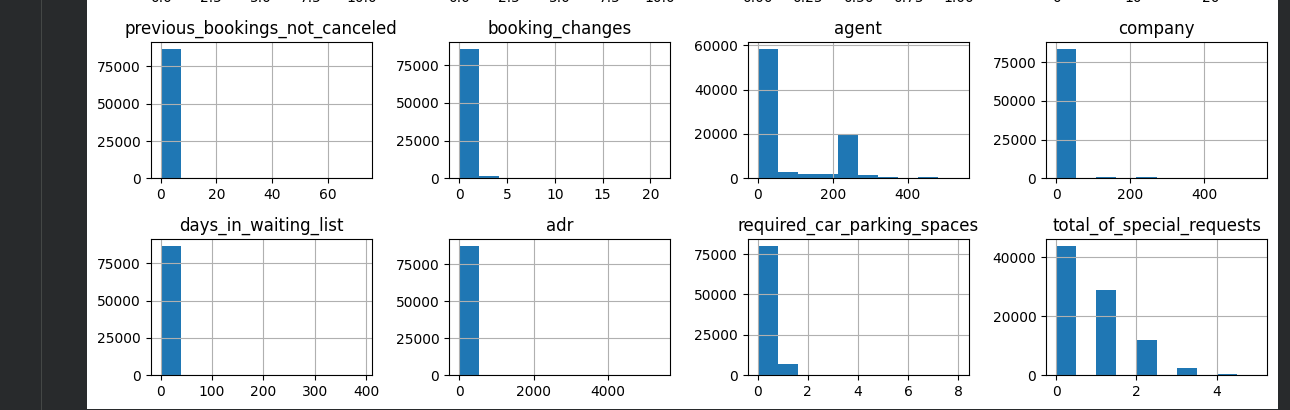 previous_bookings_not_canceled
75000
50000
25000
0
0 20 40 60
booking_changes
75000
50000
25000
0
0 5 10 15 20
agent
60000
40000
20000
0
0 200 400
company
75000
50000
25000
0
0 200 400
days_in_waiting_list
75000
50000
25000
0
0 100 200 300 400
adr
75000
50000
25000
0
0 2000 4000
required_car_parking_spaces
75000
50000
25000
0
0 2 4 6 8
total_of_special_requests
40000
20000
0
0 2 4